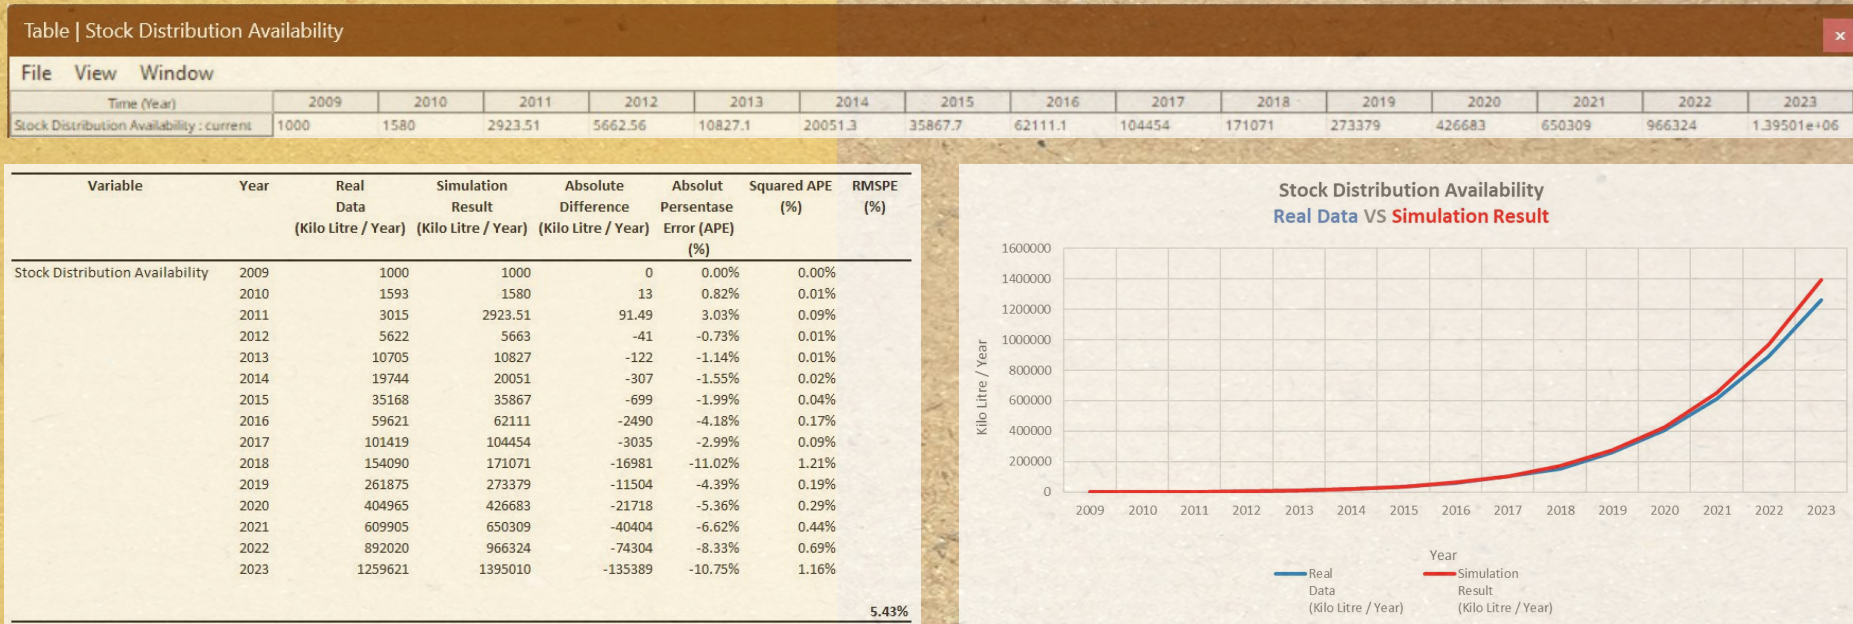 Table | Stock Distribution Availability
x
File View Window
Time (Year) 2009 2010 2011 2012 2013 2014 2015 2016 2017 2018 2019 2020 2021 2022 2023
Stock Distribution Availability : current 1000 1580 2923.51 5662.56 10827.1 20051.3 35867.7 62111.1 104454 171071 273379 426683 650309 966324 1.39501e+06
Variable Year Real Simulation Absolute Absolut Squared APE RMSPE
Data Result Difference Persentase (%) (%)
(Kilo Litre / Year) (Kilo Litre / Year) (Kilo Litre / Year) Error (APE)
(%)
Stock Distribution Availability 2009 1000 1000 0 0.00% 0.00%
2010 1593 1580 13 0.82% 0.01%
2011 3015 2923.51 91.49 3.03% 0.09%
2012 5622 5663 -41 -0.73% 0.01%
2013 10705 10827 -122 -1.14% 0.01%
2014 19744 20051 -307 -1.55% 0.02%
2015 35168 35867 -699 -1.99% 0.04%
2016 59621 62111 -2490 -4.18% 0.17%
2017 101419 104454 -3035 -2.99% 0.09%
2018 154090 171071 -16981 -11.02% 1.21%
2019 261875 273379 -11504 -4.39% 0.19%
2020 404965 426683 -21718 -5.36% 0.29%
2021 609905 650309 -40404 -6.62% 0.44%
2022 892020 966324 -74304 -8.33% 0.69%
2023 1259621 1395010 -135389 -10.75% 1.16%
5.43%
Stock Distribution Availability
Real Data VS Simulation Result
Kilo Litre / Year
1600000
1400000
1200000
1000000
800000
600000
400000
200000
0
2009 2010 2011 2012 2013 2014 2015 2016 2017 2018 2019 2020 2021 2022 2023
Year
Real Simulation
Data Result
(Kilo Litre / Year) (Kilo Litre / Year)